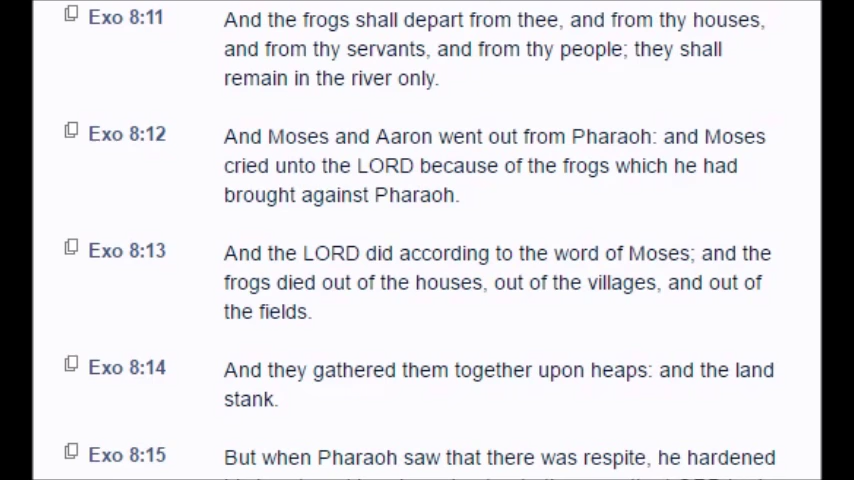 Exo 8:11 And the frogs shall depart from thee, and from thy houses,
and from thy servants, and from thy people; they shall
remain in the river only.
Exo 8:12 And Moses and Aaron went out from Pharaoh: and Moses
cried unto the LORD because of the frogs which he had
brought against Pharaoh.
Exo 8:13 And the LORD did according to the word of Moses; and the
frogs died out of the houses, out of the villages, and out of
the fields.
Exo 8:14 And they gathered them together upon heaps: and the land
stank.
Exo 8:15 But when Pharaoh saw that there was respite, he hardened